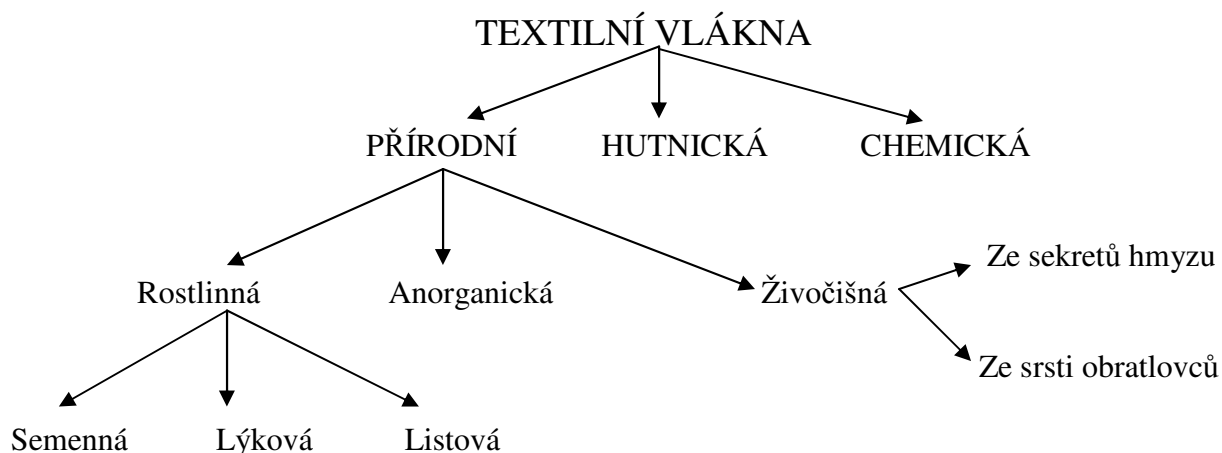 TEXTILNÍ VLÁKNA
PŘÍRODNÍ HUTNICKÁ CHEMICKÁ
Ze sekretů hmyzu
Rostlinná Anorganická Živočišná
Ze srsti obratlovců
Semenná Lýková Listová